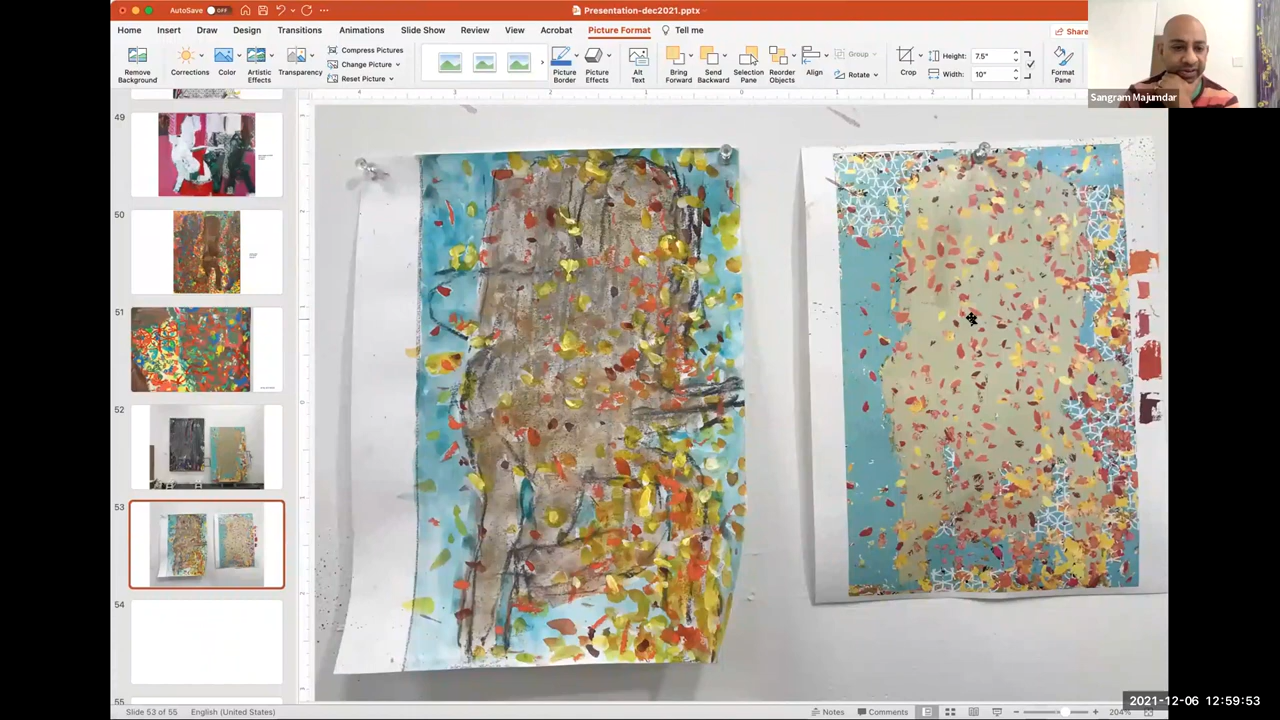 AutoSave OFF
Presentation-dec2021.pptx
Home Insert Draw Design Transitions Animations Slide Show Review View Acrobat Picture Format Tell me
Share
Remove Background
Corrections
Color
Artistic Effects
Transparency
Compress Pictures
Change Picture
Reset Picture
Picture Border
Picture Effects
Alt Text
Bring Forward
Send Backward
Selection Pane
Reorder Objects
Align
Group
Rotate
Crop
Height: 7.5"
Width: 10"
Format Pane
Sangram Majumdar
49
50
51
52
53
54
55
2021-12-06 12:59:53
Slide 53 of 55 English (United States)
Notes Comments
204%